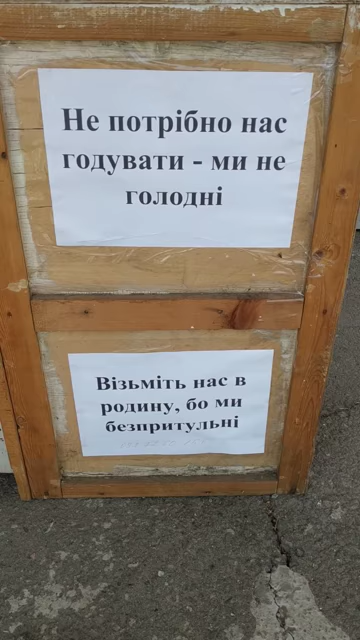 Не потрібно нас
годувати - ми не
голодні
Візьміть нас в
родину, бо ми
безпритульні